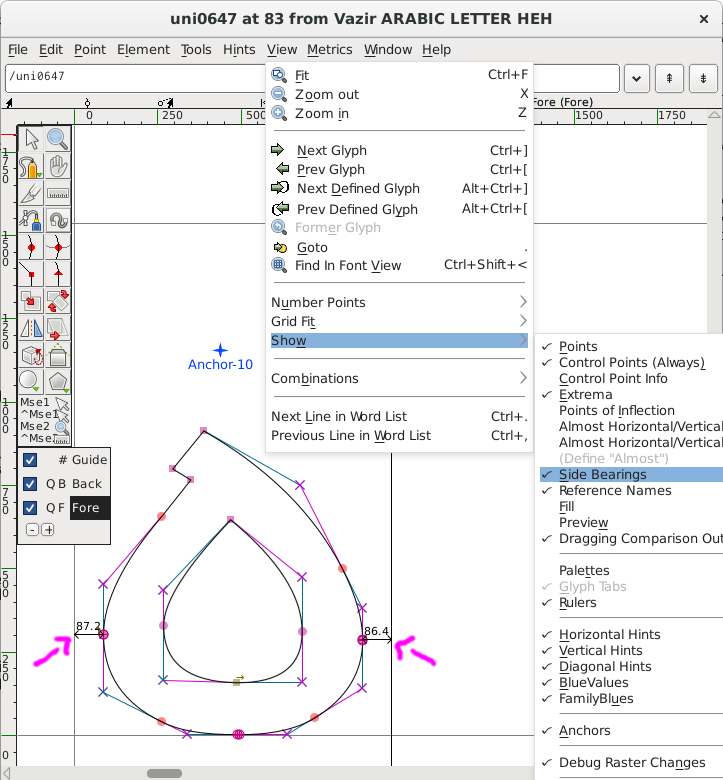 uni0647 at 83 from Vazir ARABIC LETTER HEH
File Edit Point Element Tools Hints View Metrics Window Help
/uni0647
Fore (Fore)
0 250 500 1500 1750
Fit Ctrl+F
Zoom out X
Zoom in Z
Next Glyph Ctrl+]
Prev Glyph Ctrl+[
Next Defined Glyph Alt+Ctrl+]
Prev Defined Glyph Alt+Ctrl+[
Former Glyph
Goto .
Find In Font View Ctrl+Shift+<
Number Points
Grid Fit
Show
Combinations
Next Line in Word List Ctrl+.
Previous Line in Word List Ctrl+,
Points
Control Points (Always)
Control Point Info
Extrema
Points of Inflection
Almost Horizontal/Vertical
Almost Horizontal/Vertical
(Define "Almost")
Side Bearings
Reference Names
Fill
Preview
Dragging Comparison Out
Palettes
Glyph Tabs
Rulers
Horizontal Hints
Vertical Hints
Diagonal Hints
BlueValues
FamilyBlues
Anchors
Debug Raster Changes
Mse1
^Mse1
Mse2
^Mse
# Guide
Q B Back
Q F Fore
- +
Anchor-10
87.2
86.4